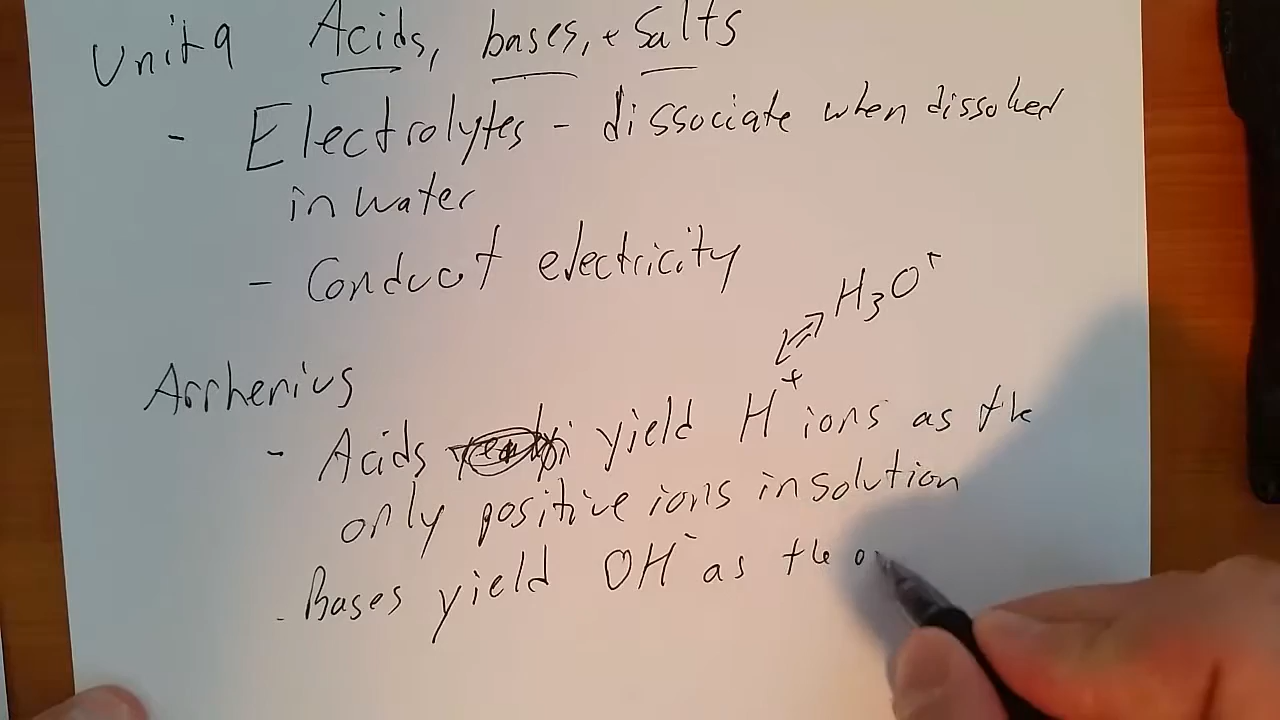 Unit 9 Acids, bases, + Salts
- Electrolytes - dissociate when dissolved
in water
- Conduct electricity
H3O+
Arrhenius
- Acids yield H+ ions as the
only positive ions in solution
- Bases yield OH- as the o